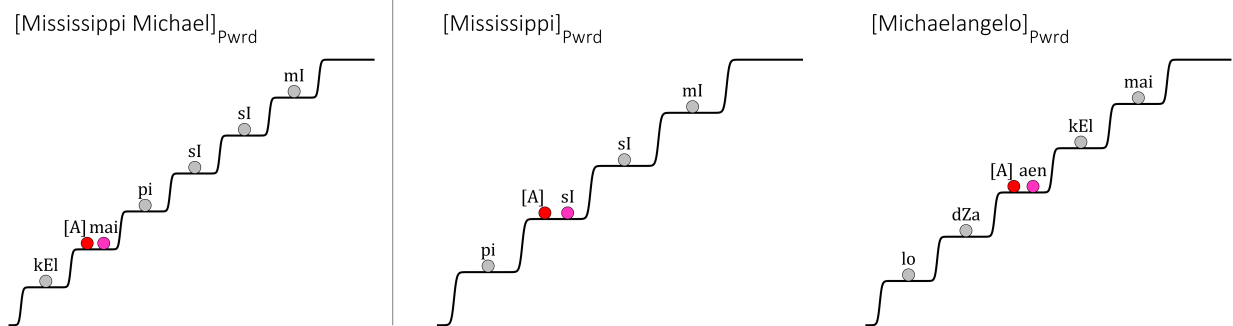 [Mississippi Michael]Pwrd
mI
sI
sI
pi
[A] mai
kEl
[Mississippi]Pwrd
mI
sI
[A] sI
pi
[Michaelangelo]Pwrd
mai
kEl
[A] aen
dZa
lo